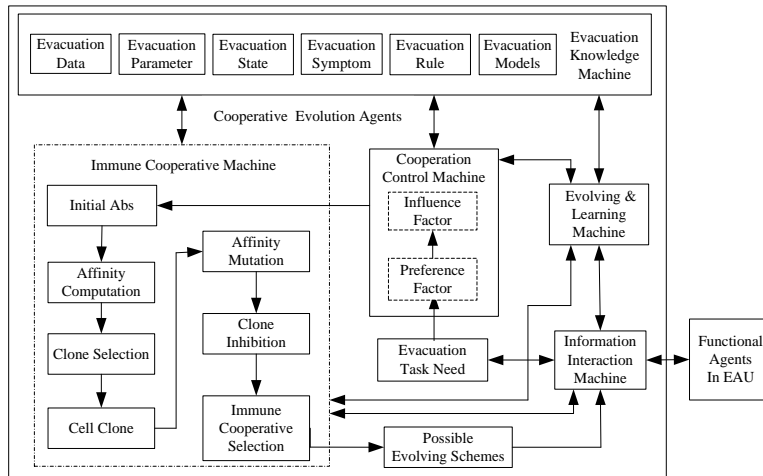 Evacuation
Data
Evacuation
Parameter
Evacuation
State
Evacuation
Symptom
Evacuation
Rule
Evacuation
Models
Evacuation
Knowledge
Machine
Cooperative Evolution Agents
Immune Cooperative Machine
Initial Abs
Affinity
Computation
Clone Selection
Cell Clone
Affinity
Mutation
Clone
Inhibition
Immune
Cooperative
Selection
Cooperation
Control Machine
Influence
Factor
Preference
Factor
Evacuation
Task Need
Possible
Evolving Schemes
Evolving &
Learning
Machine
Information
Interaction
Machine
Functional
Agents
In EAU